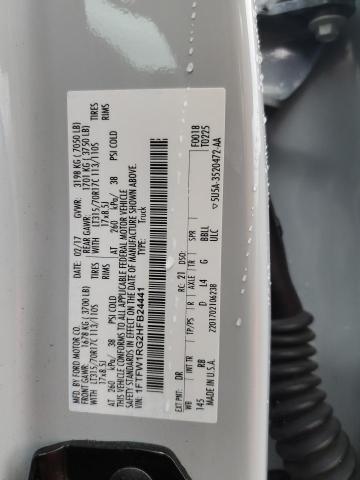 MFD. BY FORD MOTOR CO.
DATE: 02/17 GVWR: 3198 KG ( 7050 LB)
FRONT GAWR: 1678 KG (3700 LB) REAR GAWR: 1701 KG (3750 LB)
WITH LT315/70R17C 113/110S TIRES WITH LT315/70R17C 113/110S TIRES
17x8.5J RIMS 17x8.5J RIMS
AT 260 kPa/ 38 PSI COLD AT 260 kPa/ 38 PSI COLD
THIS VEHICLE CONFORMS TO ALL APPLICABLE FEDERAL MOTOR VEHICLE
SAFETY STANDARDS IN EFFECT ON THE DATE OF MANUFACTURE SHOWN ABOVE.
1FTFW1RG2HFB24441 Truck
F0018
T0225
EXT PNT: DR RC: 21 DSO:
WB INT TR TP/PS R AXLE TR SPR
145 RB D L4 G BBLL
2201702106238 ULC
5U5A-3520472-AA